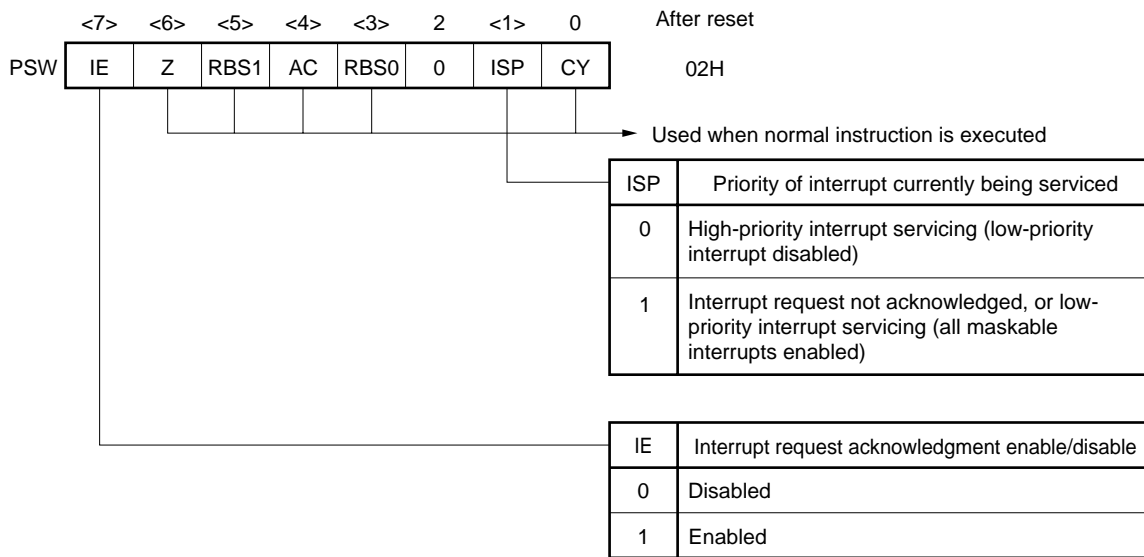 <7> <6> <5> <4> <3> 2 <1> 0 After reset
PSW IE Z RBS1 AC RBS0 0 ISP CY 02H
Used when normal instruction is executed
ISP Priority of interrupt currently being serviced
0 High-priority interrupt servicing (low-priority
interrupt disabled)
1 Interrupt request not acknowledged, or low-
priority interrupt servicing (all maskable
interrupts enabled)
IE Interrupt request acknowledgment enable/disable
0 Disabled
1 Enabled